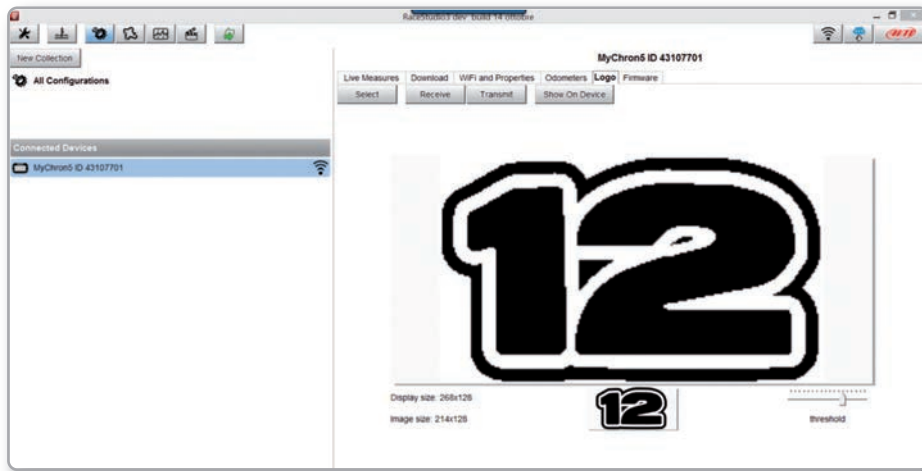 RaceStudio3 dev build 14 ottobre
New Collection
MyChron5 ID 43107701
All Configurations
Live Measures Download WiFi and Properties Odometers Logo Firmware
Select Receive Transmit Show On Device
Connected Devices
MyChron5 ID 43107701
12
Display size: 268x128
Image size: 214x128
12
threshold